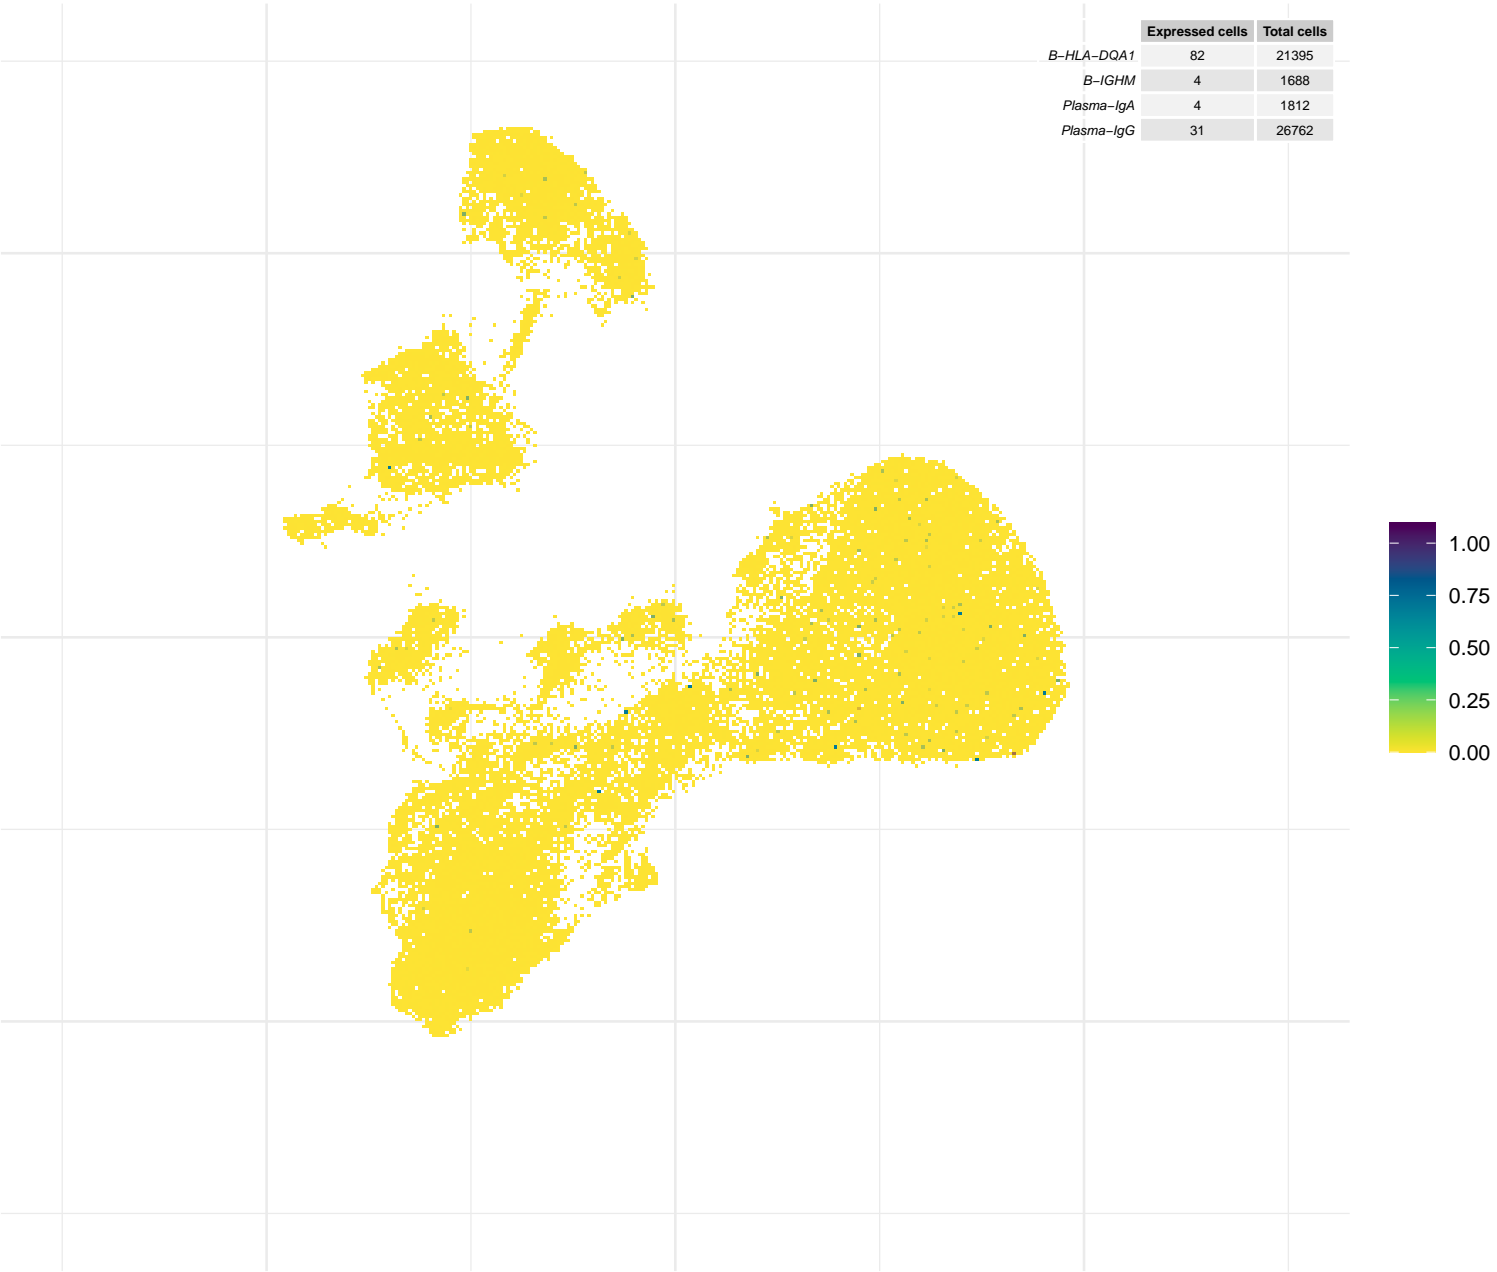 Expressed cells Total cells
B−HLA−DQA1 82 21395
B−IGHM 4 1688
Plasma−IgA 4 1812
Plasma−IgG 31 26762
1.00
0.75
0.50
0.25
0.00